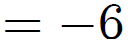 = −6